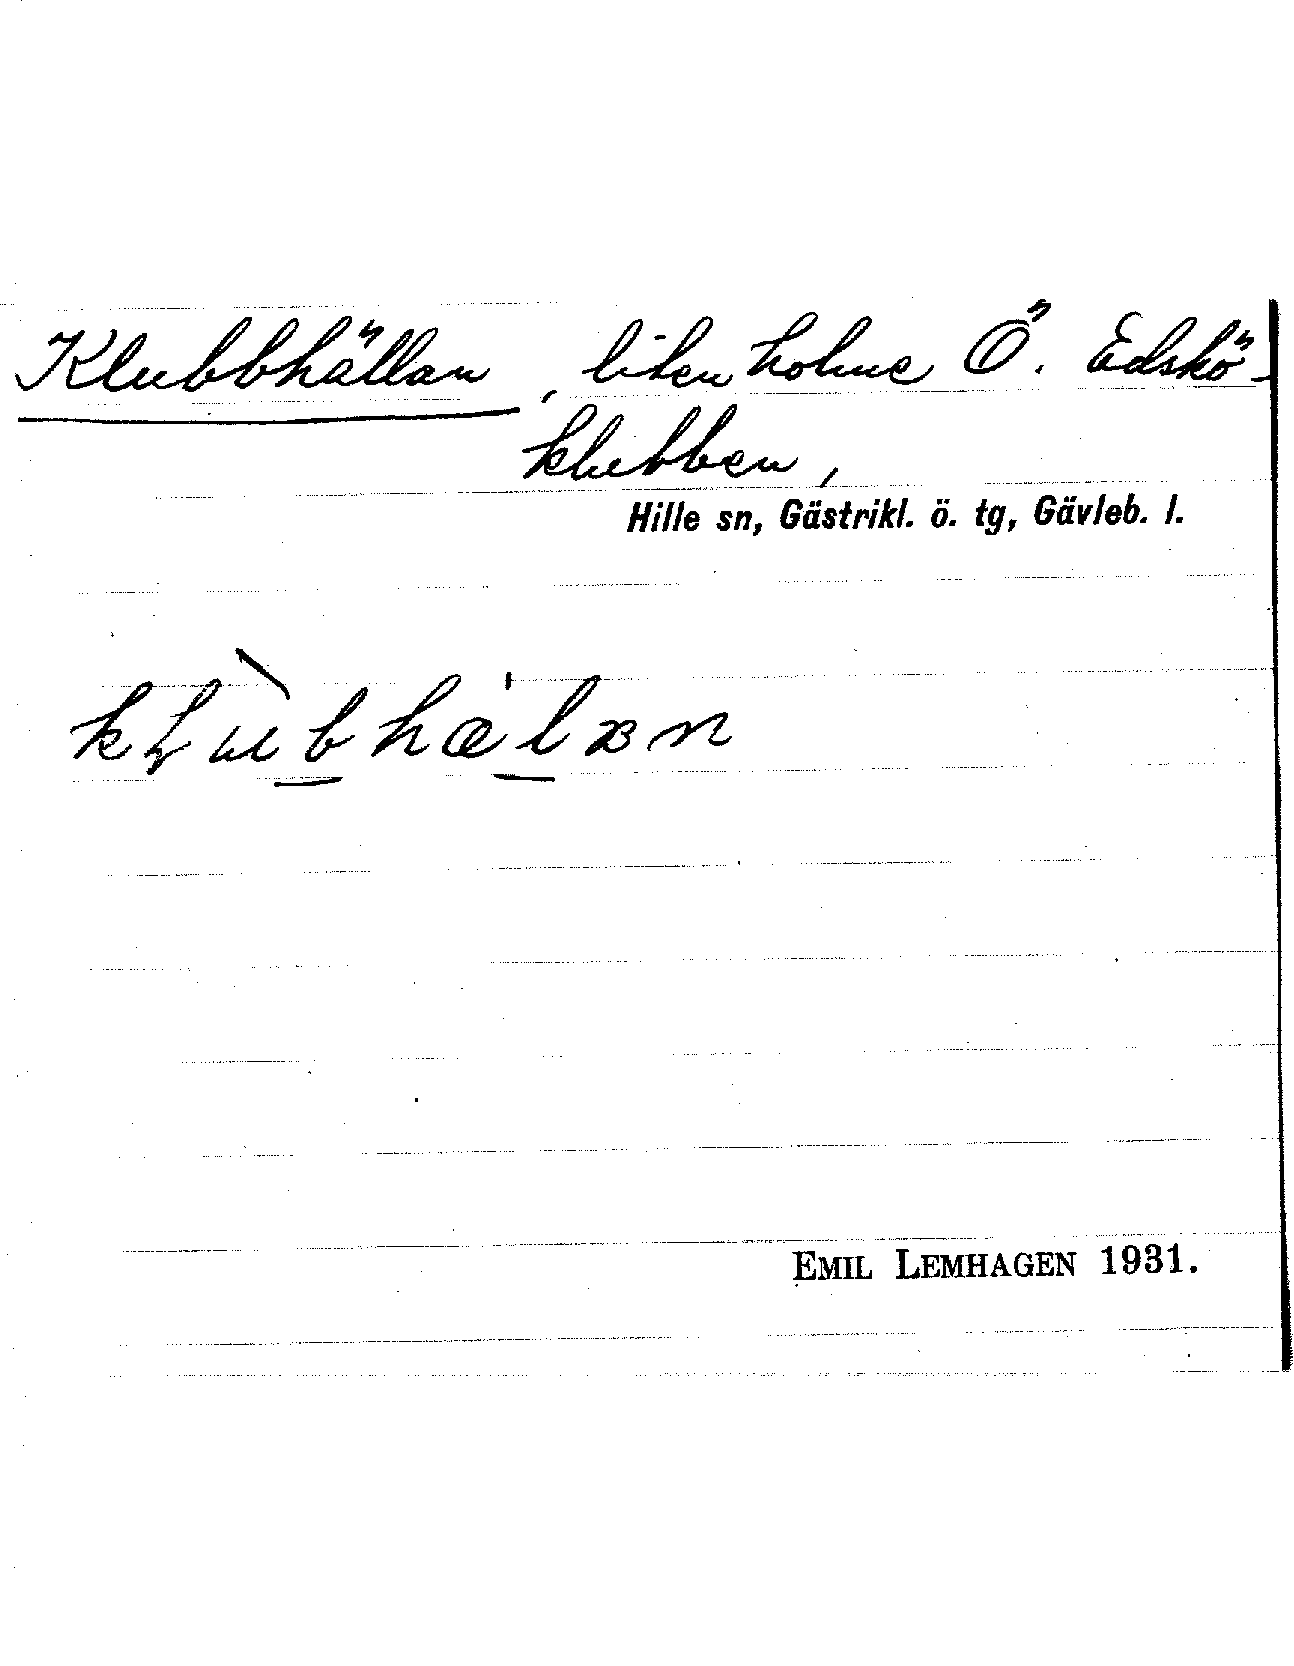 Klubbhällan, liten holme Ö. Edskö-
klubben,
Hille sn, Gästrikl. ö. tg, Gävleb. l.
EMIL LEMHAGEN 1931.